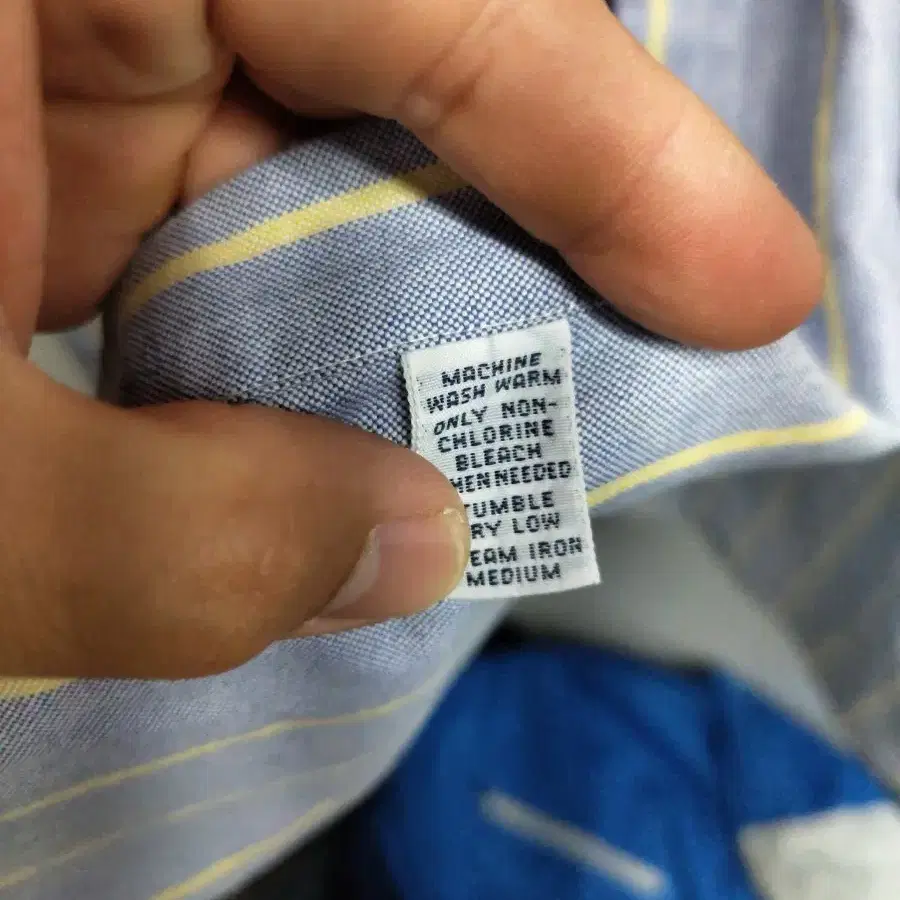 MACHINE
WASH WARM
ONLY NON-
CHLORINE
BLEACH
HEN NEEDED
TUMBLE
RY LOW
EAM IRON
MEDIUM